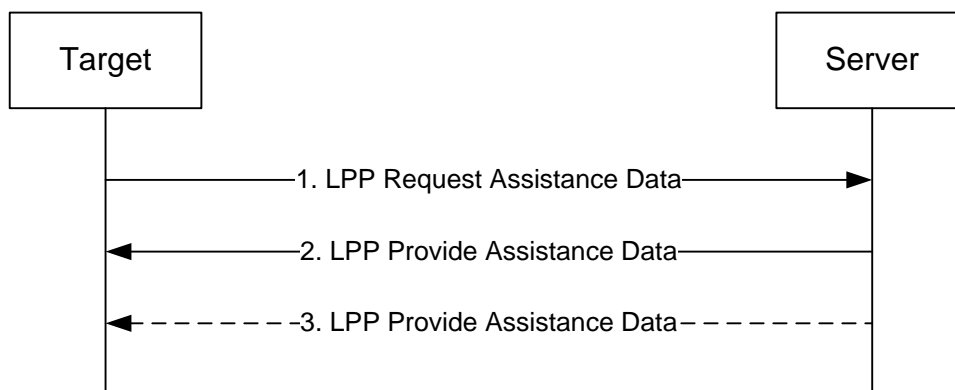 Target
Server
1. LPP Request Assistance Data
2. LPP Provide Assistance Data
3. LPP Provide Assistance Data